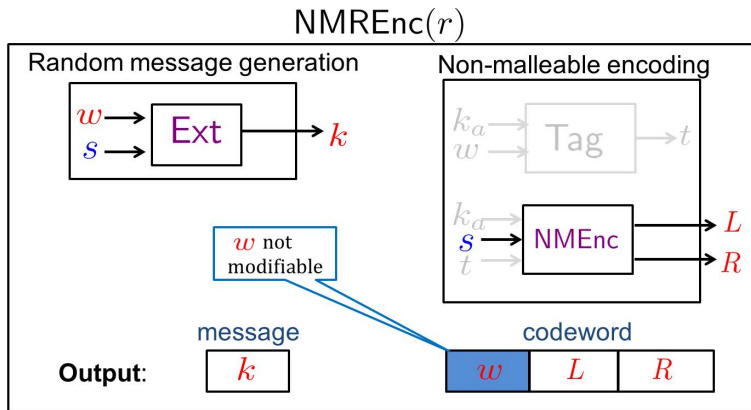 NMREnc(r)
Random message generation
w
s
Ext
k
Non-malleable encoding
k_a
w
Tag
t
k_a
s
t
NMEnc
L
R
w not
modifiable
message
codeword
Output:
k
w L R